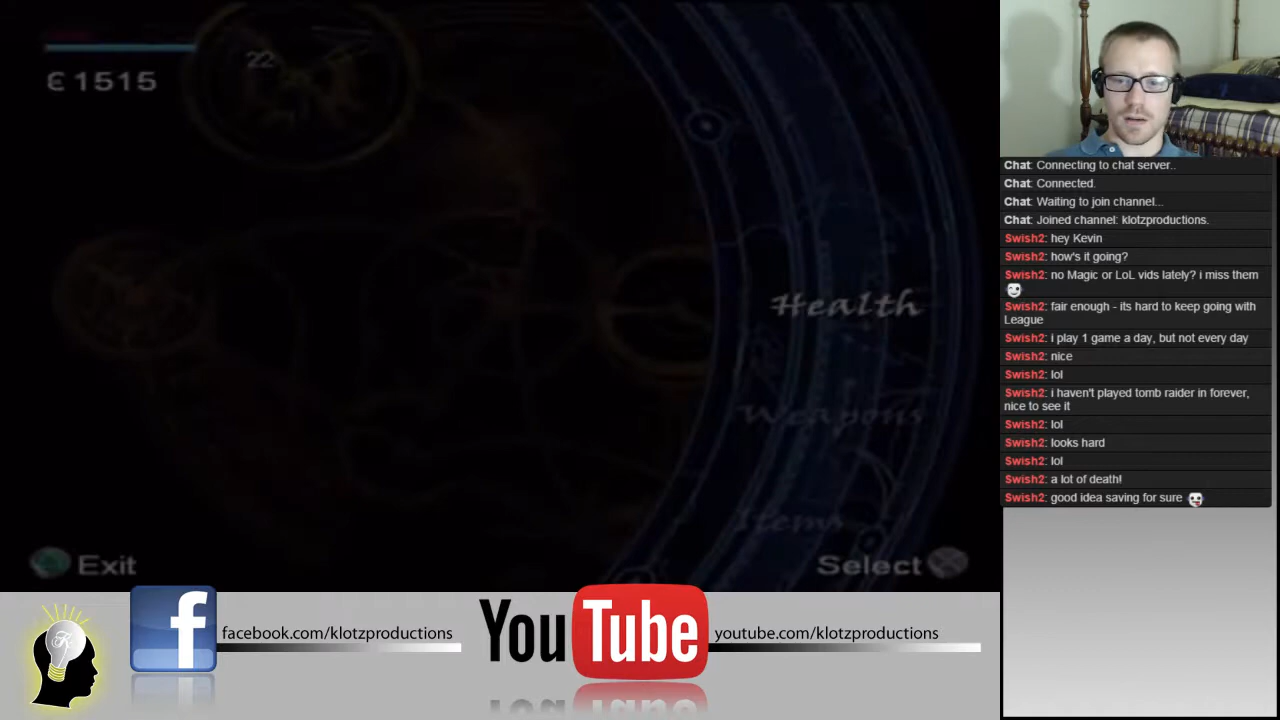 22
€ 1515
Health
Weapons
Items
Exit
Select
Chat: Connecting to chat server..
Chat: Connected.
Chat: Waiting to join channel...
Chat: Joined channel: klotzproductions.
Swish2: hey Kevin
Swish2: how's it going?
Swish2: no Magic or LoL vids lately? i miss them
Swish2: fair enough - its hard to keep going with
League
Swish2: i play 1 game a day, but not every day
Swish2: nice
Swish2: lol
Swish2: i haven't played tomb raider in forever,
nice to see it
Swish2: lol
Swish2: looks hard
Swish2: lol
Swish2: a lot of death!
Swish2: good idea saving for sure
f facebook.com/klotzproductions
YouTube youtube.com/klotzproductions